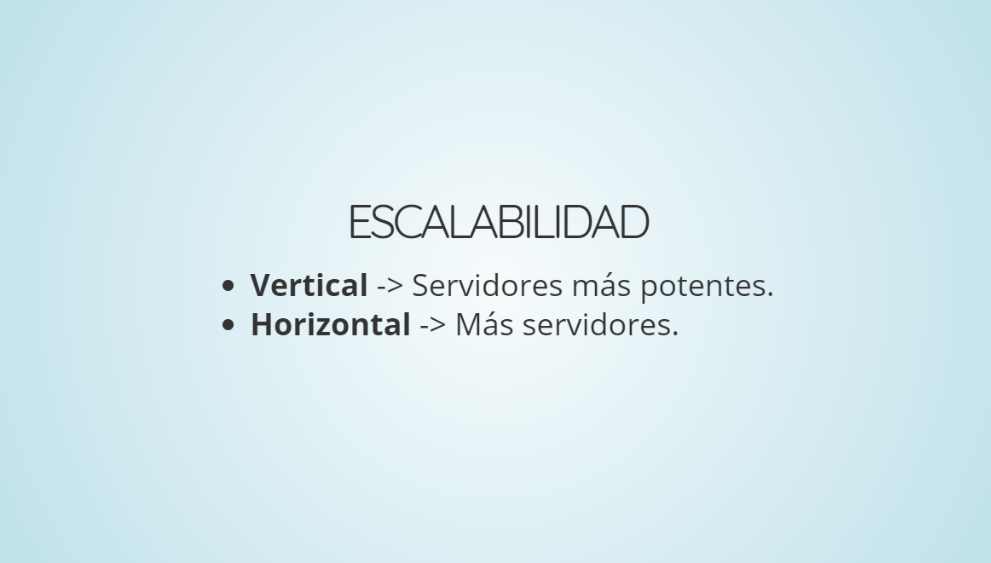 ESCALABILIDAD
• Vertical -> Servidores más potentes.
• Horizontal -> Más servidores.